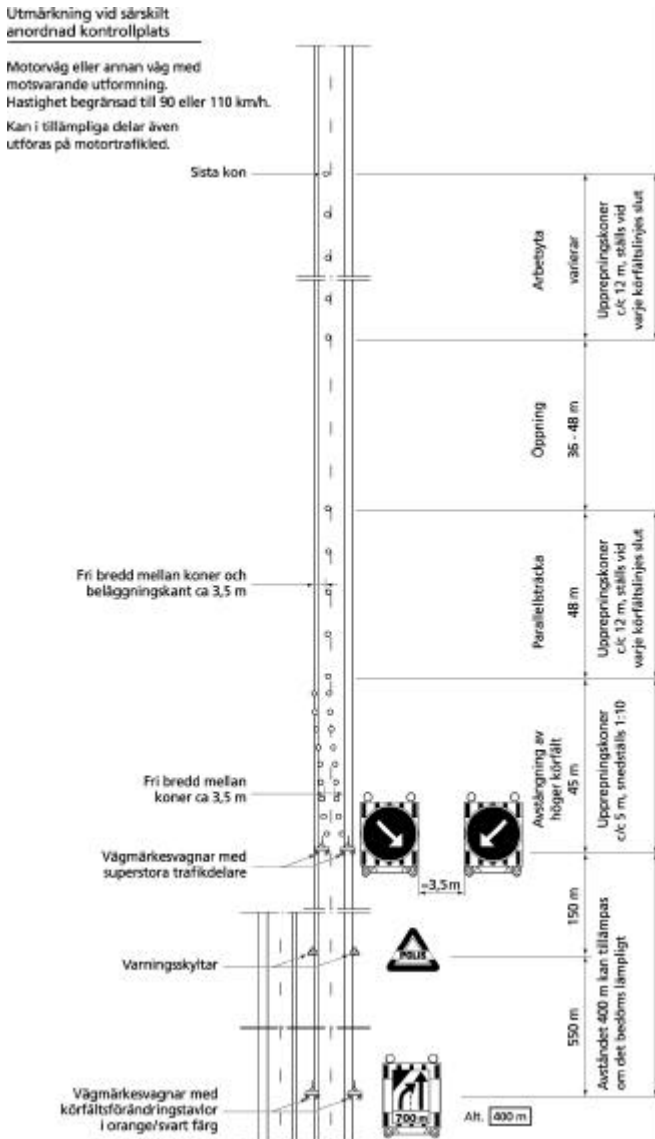 Utmärkning vid särskilt
anordnad kontrollplats
Motorväg eller annan väg med
motsvarande utformning.
Hastighet begränsad till 90 eller 110 km/h.
Kan i tillämpliga delar även
utföras på motortrafikled.
Sista kon
Arbetsyta
varierar
Upprepningskoner
c/c 12 m, ställs vid
varje körfältslinjes slut
Öppning
36 - 48 m
Fri bredd mellan koner och
beläggningskant ca 3,5 m
Parallellsträcka
48 m
Upprepningskoner
c/c 12 m, ställs vid
varje körfältslinjes slut
Fri bredd mellan
koner ca 3,5 m
Avstängning av
höger körfält
45 m
Upprepningskoner
c/c 5 m, snedställs 1:10
Vägmärkesvagnar med
superstora trafikdelare
≈3,5m
150 m
Varningsskyltar
POLIS
550 m
Avståndet 400 m kan tillämpas
om det bedöms lämpligt
Vägmärkesvagnar med
körfältsförändringstavlor
i orange/svart färg
700 m
Alt. 400 m